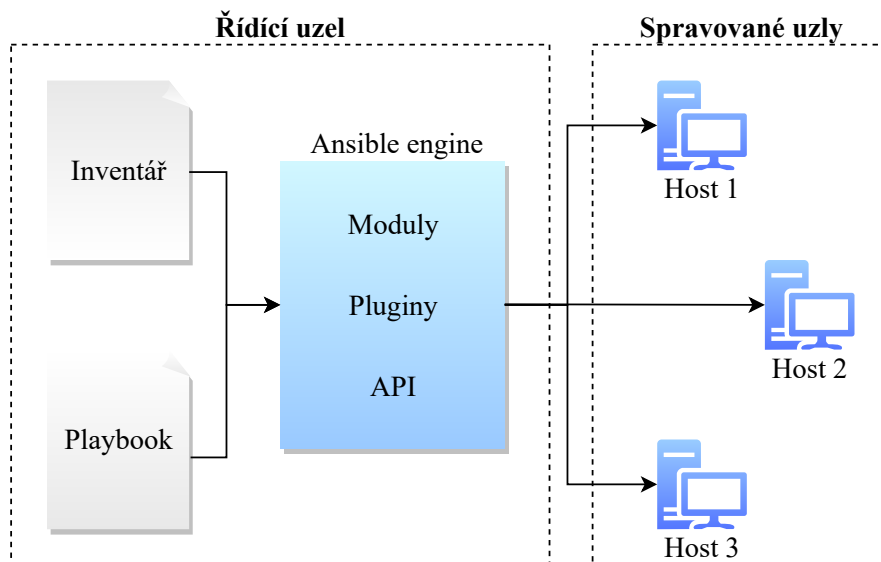 Řídící uzel
Spravované uzly
Inventář
Playbook
Ansible engine
Moduly
Pluginy
API
Host 1
Host 2
Host 3